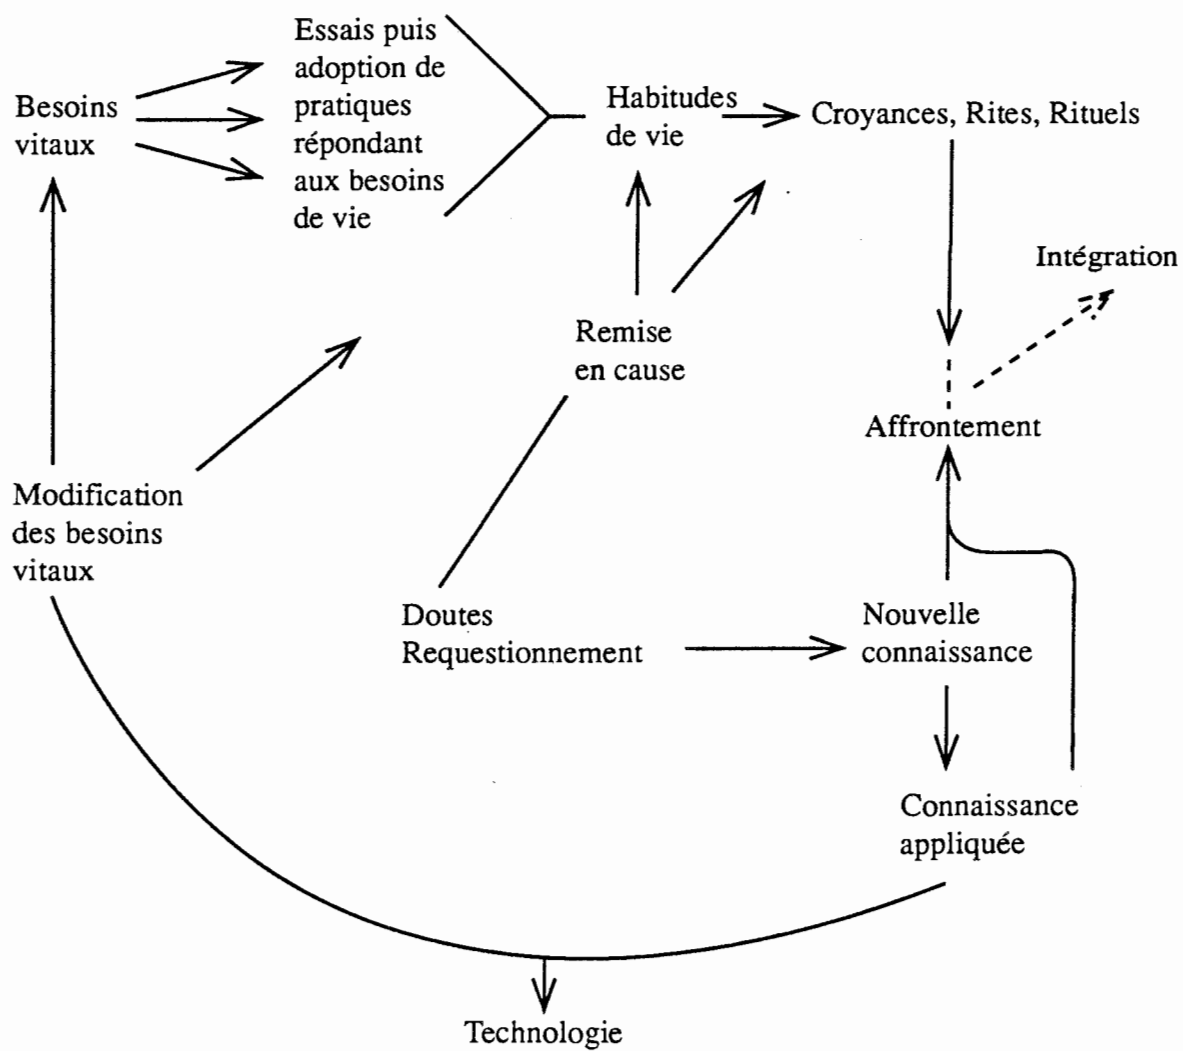 Essais puis
adoption de
pratiques
répondant
aux besoins
de vie
Besoins
vitaux
Habitudes
de vie
Croyances, Rites, Rituels
Intégration
Remise
en cause
Affrontement
Modification
des besoins
vitaux
Doutes
Requestionnement
Nouvelle
connaissance
Connaissance
appliquée
Technologie